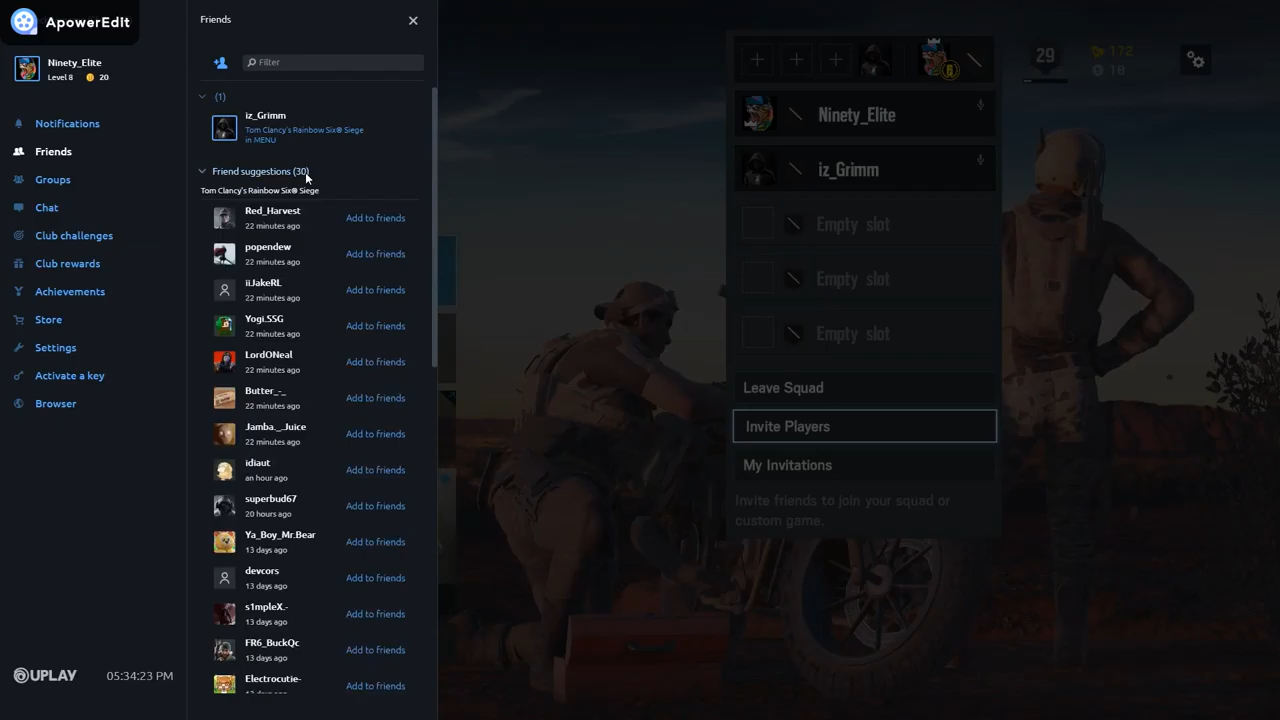 ApowerEdit
Ninety_Elite
Level 8 20
Notifications
Friends
Groups
Chat
Club challenges
Club rewards
Achievements
Store
Settings
Activate a key
Browser
UPLAY 05:34:23 PM
Friends
Filter
(1)
iz_Grimm
Tom Clancy's Rainbow Six® Siege
in MENU
Friend suggestions (30)
Tom Clancy's Rainbow Six® Siege
Red_Harvest
22 minutes ago
Add to friends
popendew
22 minutes ago
Add to friends
iiJakeRL
22 minutes ago
Add to friends
Yogi.SSG
22 minutes ago
Add to friends
LordONeal
22 minutes ago
Add to friends
Butter_-_
22 minutes ago
Add to friends
Jamba._.Juice
22 minutes ago
Add to friends
idiaut
an hour ago
Add to friends
superbud67
20 hours ago
Add to friends
Ya_Boy_Mr.Bear
13 days ago
Add to friends
devcors
13 days ago
Add to friends
s1mpleX.-
13 days ago
Add to friends
FR6_BuckQc
13 days ago
Add to friends
Electrocutie-
13 days ago
Add to friends
29
172
18
Ninety_Elite
iz_Grimm
Empty slot
Empty slot
Empty slot
Leave Squad
Invite Players
My Invitations
Invite friends to join your squad or
custom game.